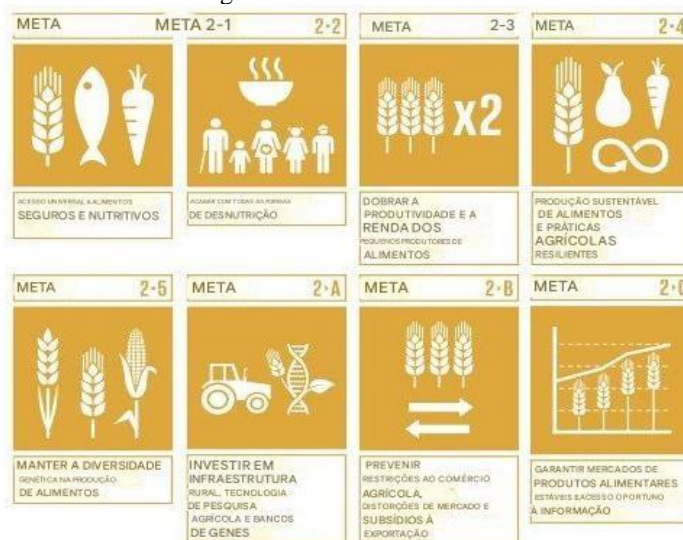 META META 2-1 2•2 META 2-3 META 2•4
ACESSO UNIVERSAL A ALIMENTOS
SEGUROS E NUTRITIVOS
ACABAR COM TODAS AS FORMAS
DE DESNUTRIÇÃO
x2
DOBRAR A
PRODUTIVIDADE E A
RENDA DOS
PEQUENOS PRODUTORES DE
ALIMENTOS
PRODUÇÃO SUSTENTÁVEL
DE ALIMENTOS
E PRÁTICAS
AGRÍCOLAS
RESILIENTES
META 2•5 META 2•A META 2•B META 2•C
MANTER A DIVERSIDADE
GENÉTICA NA PRODUÇÃO
DE ALIMENTOS
INVESTIR EM
INFRAESTRUTURA
RURAL, TECNOLOGIA
DE PESQUISA
AGRÍCOLA E BANCOS
DE GENES
PREVENIR
RESTRIÇÕES AO COMÉRCIO
AGRÍCOLA,
DISTORÇÕES DE MERCADO E
SUBSÍDIOS À
EXPORTAÇÃO
GARANTIR MERCADOS DE
PRODUTOS ALIMENTARES
ESTÁVEIS E ACESSO OPORTUNO
À INFORMAÇÃO